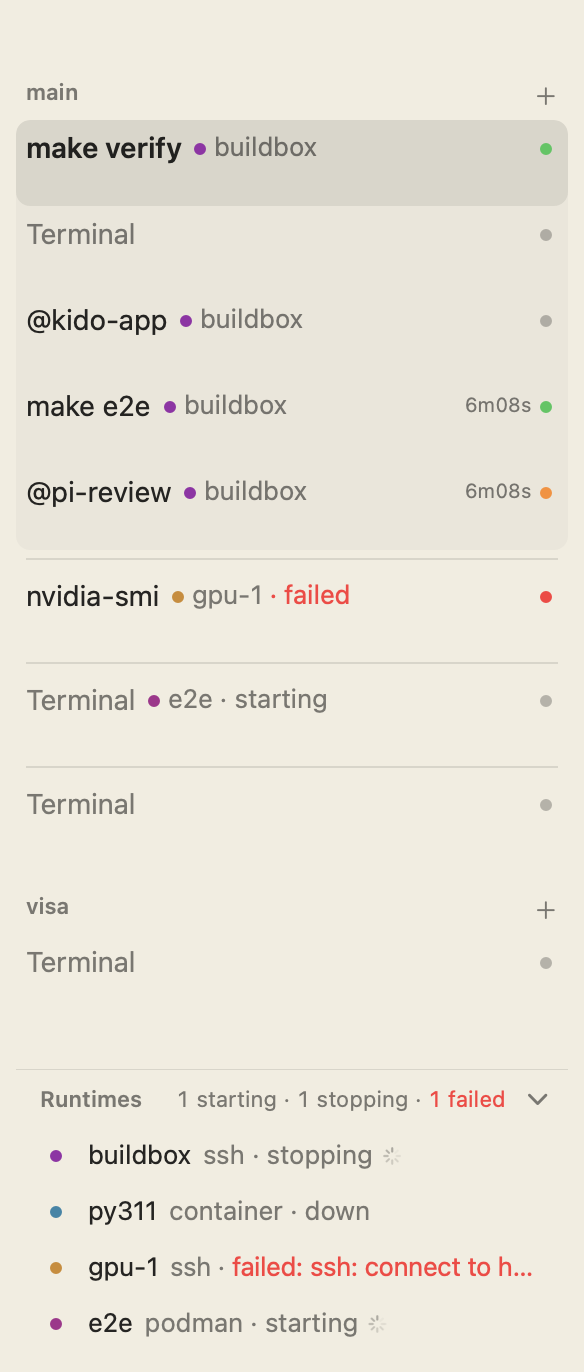 main +
make verify buildbox
Terminal
@kido-app buildbox
make e2e buildbox 6m08s
@pi-review buildbox 6m08s
nvidia-smi gpu-1 · failed
Terminal e2e · starting
Terminal
visa +
Terminal
Runtimes 1 starting · 1 stopping · 1 failed
buildbox ssh · stopping
py311 container · down
gpu-1 ssh · failed: ssh: connect to h...
e2e podman · starting